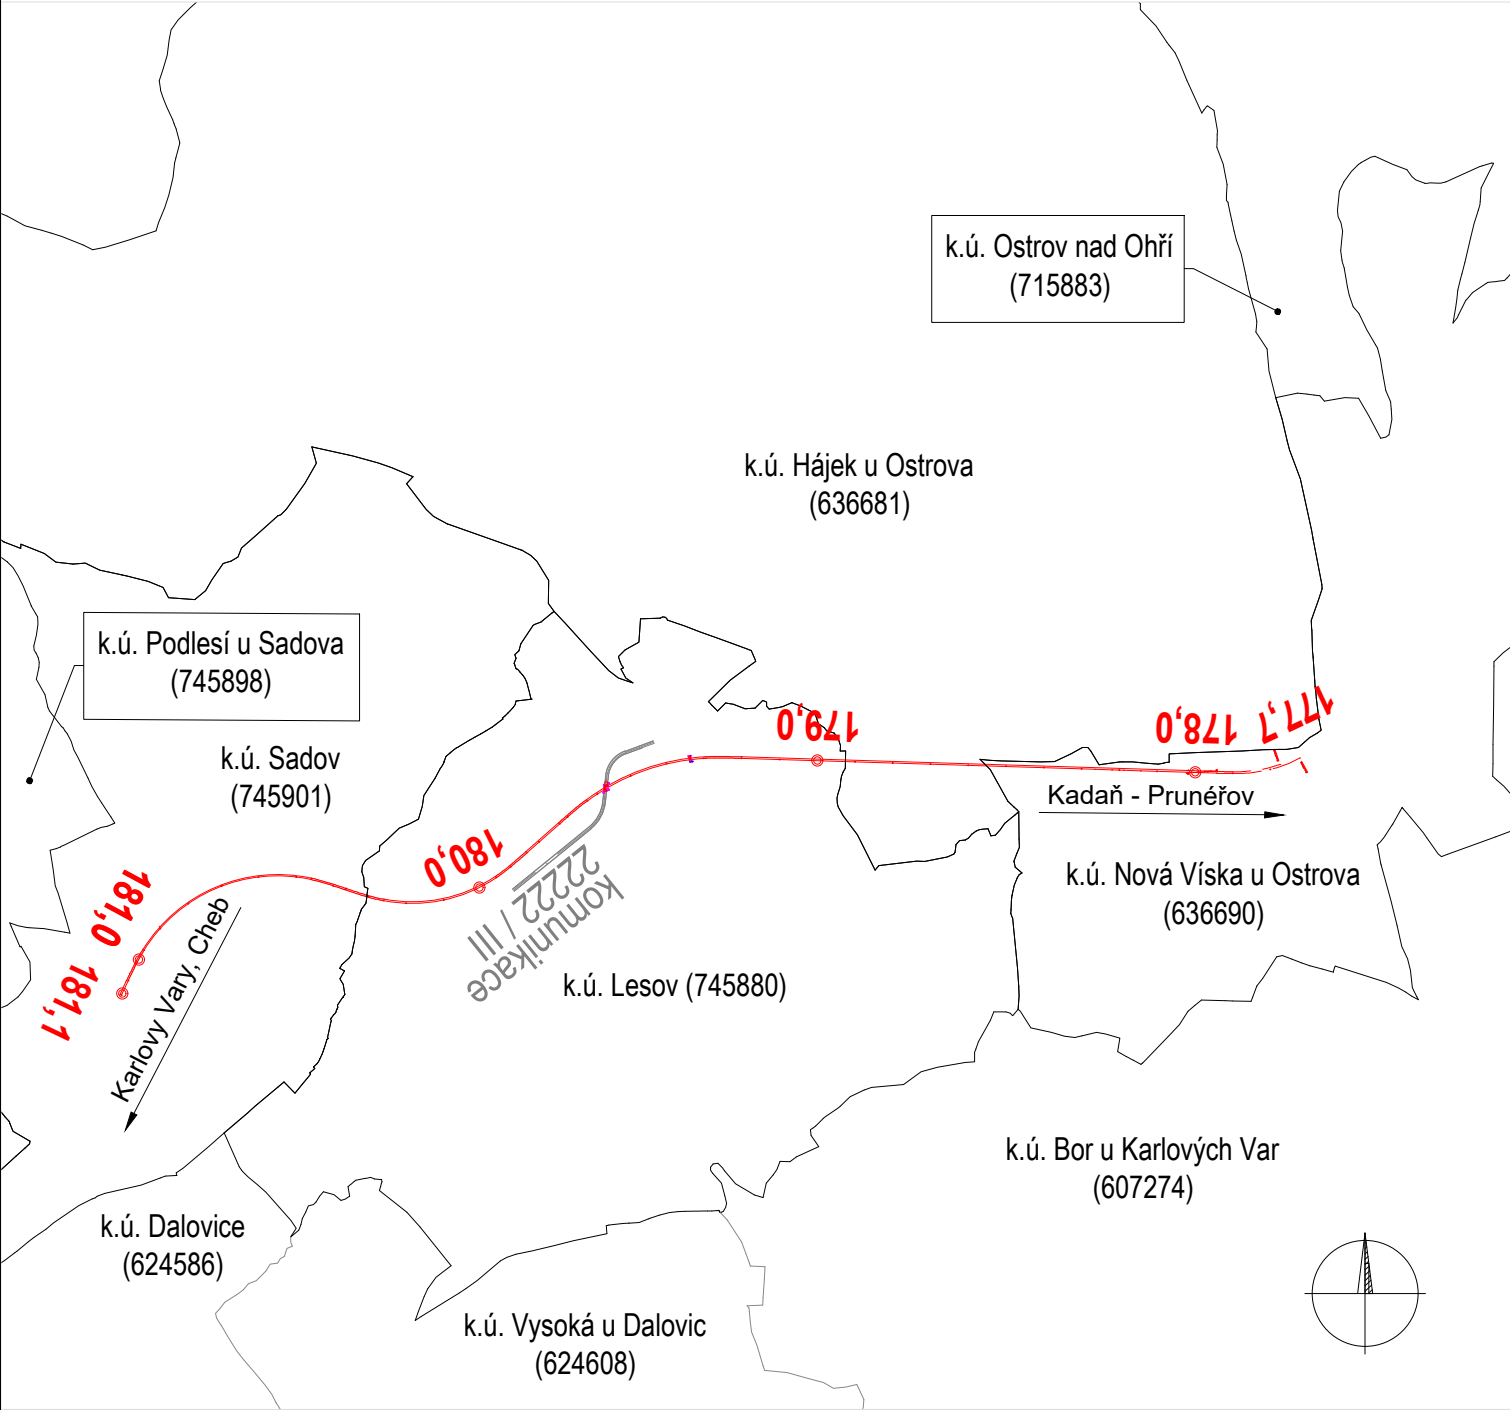 k.ú. Ostrov nad Ohří
(715883)
k.ú. Hájek u Ostrova
(636681)
k.ú. Podlesí u Sadova
(745898)
k.ú. Sadov
(745901)
177,7
178,0
179,0
180,0
181,0
181,1
Kadaň - Prunéřov
komunikace
22222 / III
Karlovy Vary, Cheb
k.ú. Nová Víska u Ostrova
(636690)
k.ú. Lesov (745880)
k.ú. Bor u Karlových Var
(607274)
k.ú. Dalovice
(624586)
k.ú. Vysoká u Dalovic
(624608)